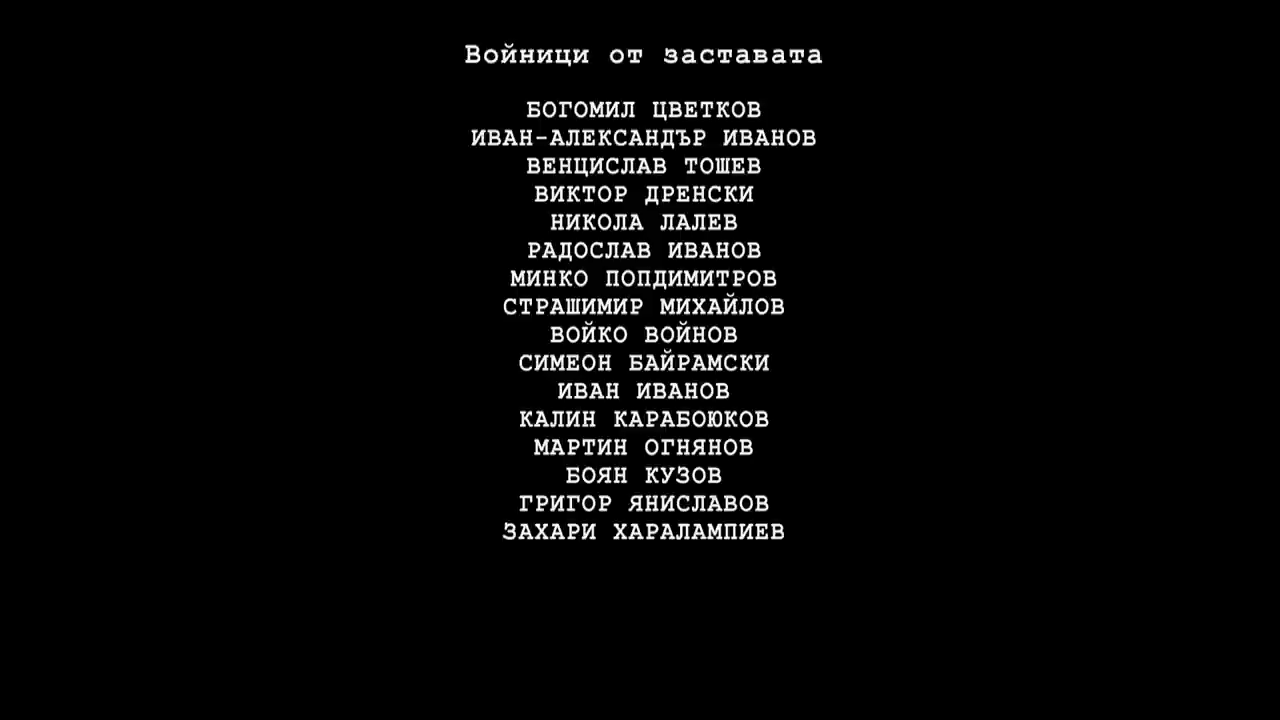 Войници от заставата
БОГОМИЛ ЦВЕТКОВ
ИВАН-АЛЕКСАНДЪР ИВАНОВ
ВЕНЦИСЛАВ ТОШЕВ
ВИКТОР ДРЕНСКИ
НИКОЛА ЛАЛЕВ
РАДОСЛАВ ИВАНОВ
МИНКО ПОПДИМИТРОВ
СТРАШИМИР МИХАЙЛОВ
ВОЙКО ВОЙНОВ
СИМЕОН БАЙРАМСКИ
ИВАН ИВАНОВ
КАЛИН КАРАБОЮКОВ
МАРТИН ОГНЯНОВ
БОЯН КУЗОВ
ГРИГОР ЯНИСЛАВОВ
ЗАХАРИ ХАРАЛАМПИЕВ